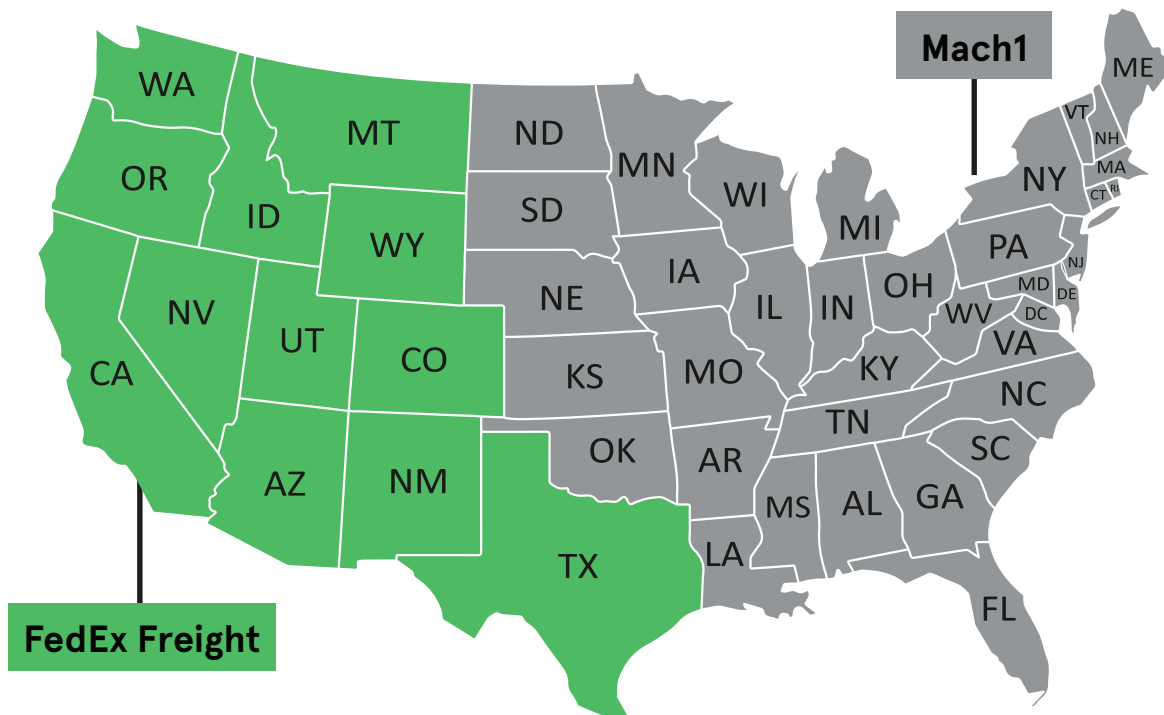 Mach1
ME
WA
VT
MT
ND
NH
MN
MA
OR
NY
WI
CT
RI
SD
ID
MI
WY
PA
NJ
IA
NE
OH
MD
DE
NV
IL
IN
WV
DC
UT
VA
CO
CA
KS
MO
KY
NC
TN
OK
SC
AR
NM
AZ
GA
MS
AL
LA
TX
FL
FedEx Freight